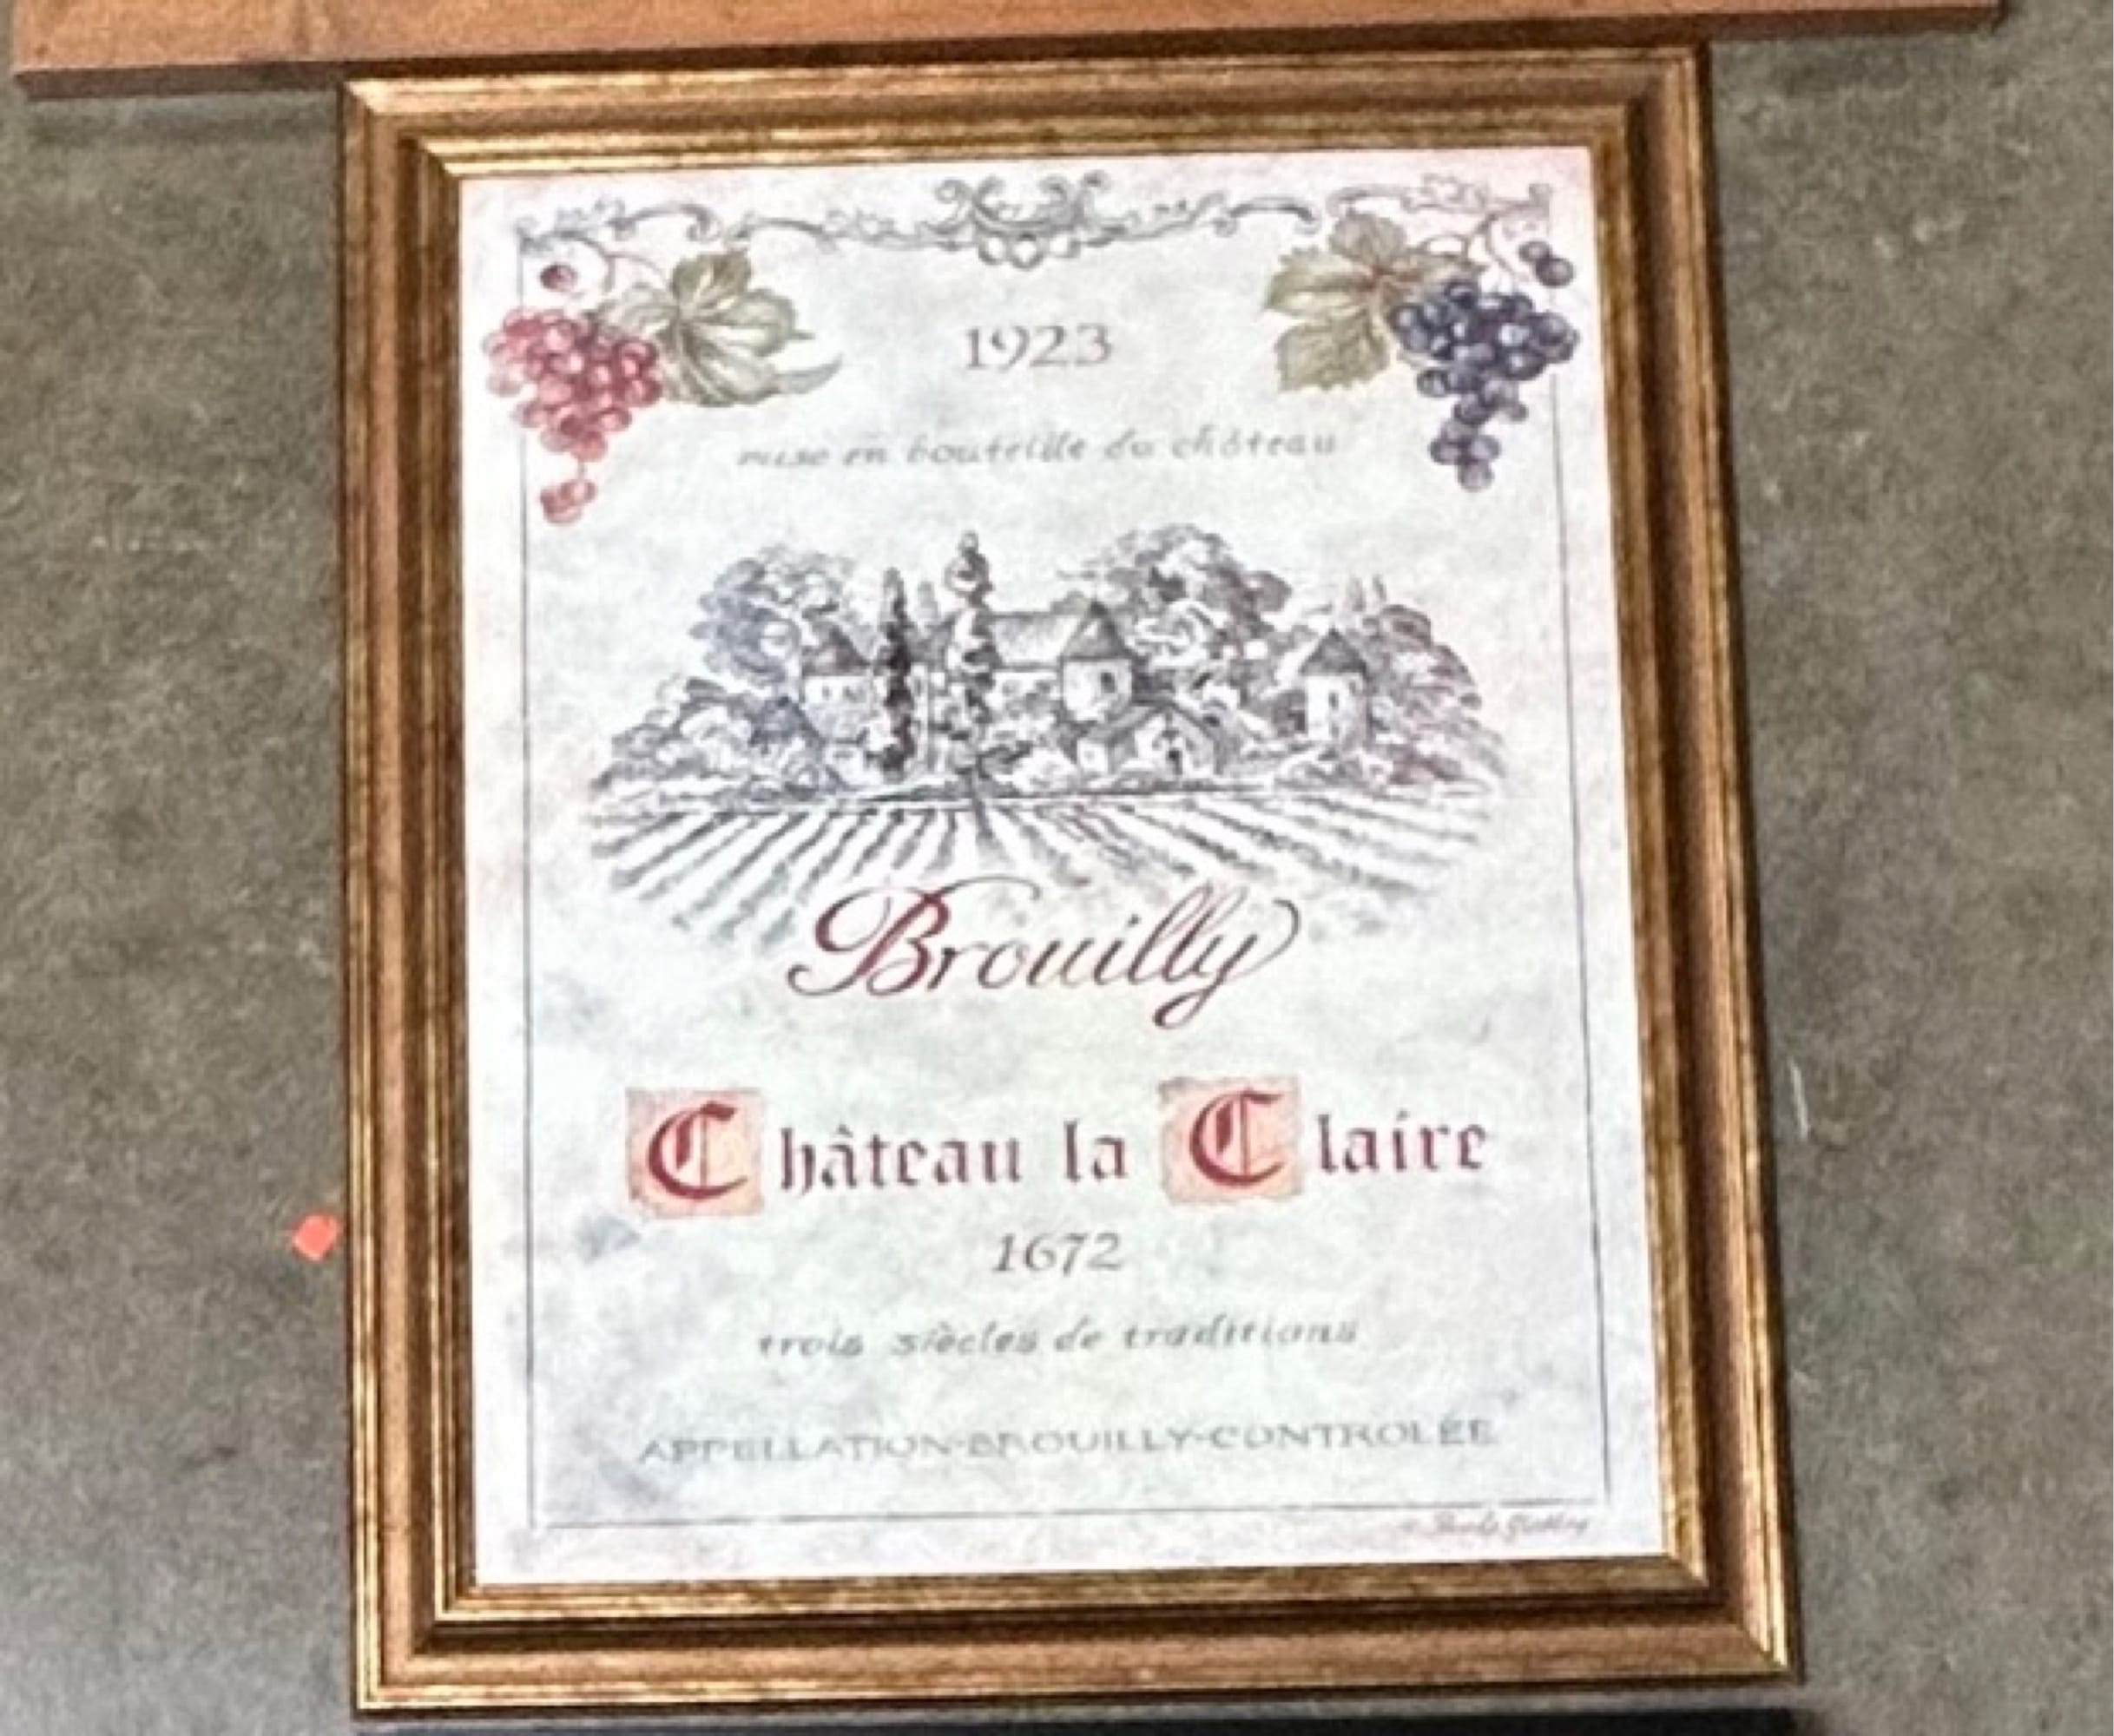 1923
mise en bouteille du château
Brouilly
Château la Claire
1672
trois siècles de traditions
APPELLATION-BROUILLY-CONTROLÉE